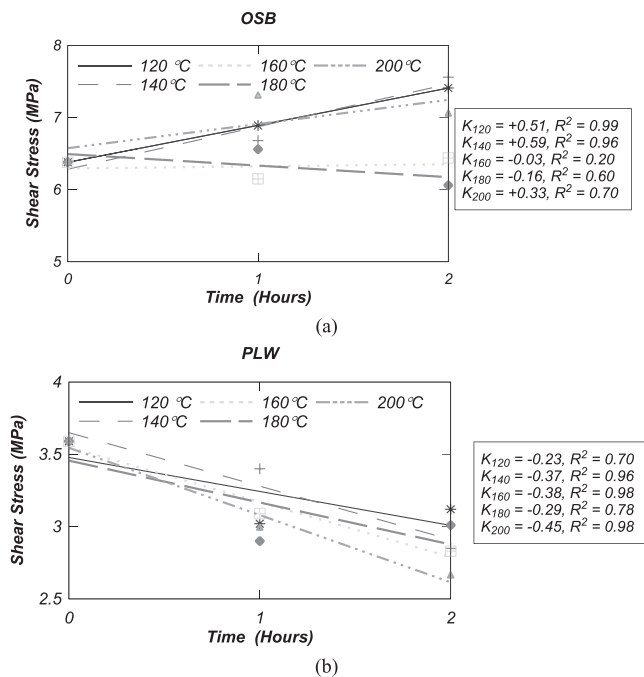 OSB
8
7
6
5
Shear Stress (MPa)
120 °C 160 °C 200°C
140°C 180 °C
K120 = +0.51, R2 = 0.99
K140 = +0.59, R2 = 0.96
K160 = -0.03, R2 = 0.20
K180 = -0.16, R2 = 0.60
K200 = +0.33, R2 = 0.70
0 1 2
Time (Hours)
(a)
PLW
4
3.5
3
2.5
Shear Stress (MPa)
120 °C 160 °C 200°C
140°C 180°C
K120 = -0.23, R2 = 0.70
K140 = -0.37, R2 = 0.96
K160 = -0.38, R2 = 0.98
K180 = -0.29, R2 = 0.78
K200 = -0.45, R2 = 0.98
0 1 2
Time (Hours)
(b)